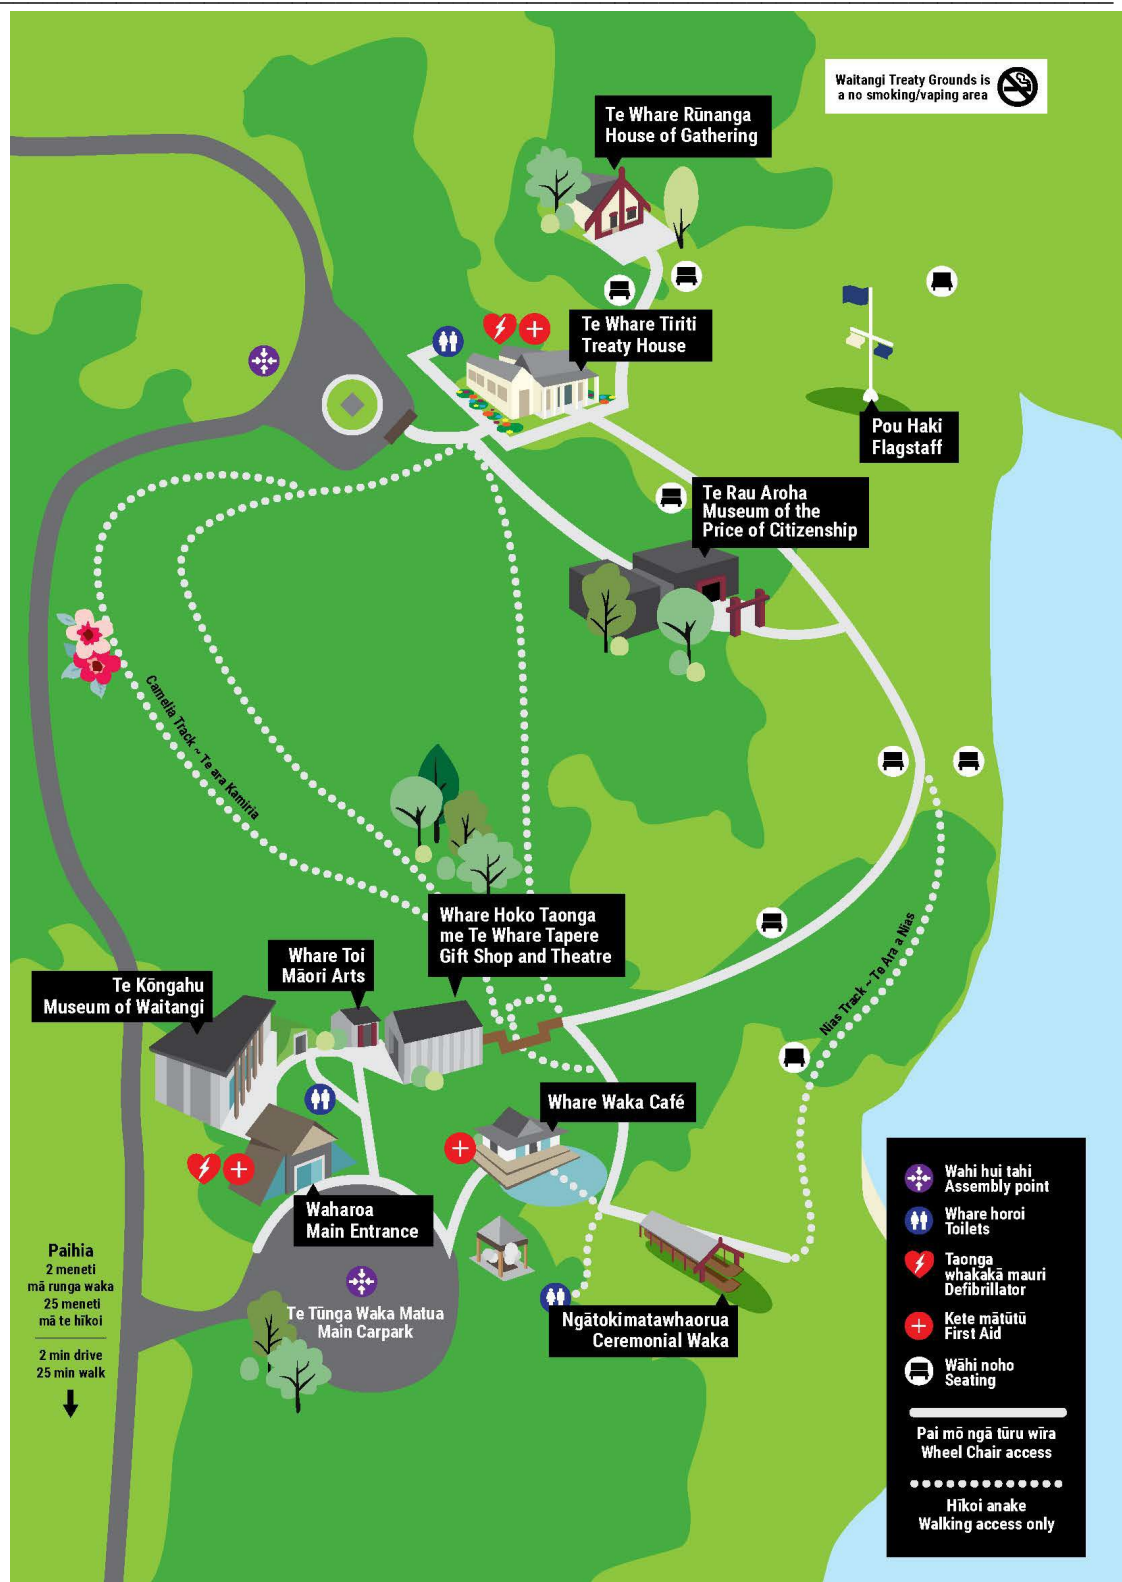 Waitangi Treaty Grounds is
a no smoking/vaping area
Te Whare Rūnanga
House of Gathering
Te Whare Tiriti
Treaty House
Pou Haki
Flagstaff
Te Rau Aroha
Museum of the
Price of Citizenship
Camelia Track ~ Te ara Kamiria
Whare Hoko Taonga
me Te Whare Tapere
Gift Shop and Theatre
Whare Toi
Māori Arts
Te Kōngahu
Museum of Waitangi
Nias Track ~ Te Ara a Nias
Whare Waka Café
Waharoa
Main Entrance
Paihia
2 meneti
mā runga waka
25 meneti
mā te hīkoi
2 min drive
25 min walk
Te Tūnga Waka Matua
Main Carpark
Ngātokimatawhaorua
Ceremonial Waka
Wahi hui tahi
Assembly point
Whare horoi
Toilets
Taonga
whakakā mauri
Defibrillator
Kete mātūtū
First Aid
Wāhi noho
Seating
Pai mō ngā tūru wīra
Wheel Chair access
Hīkoi anake
Walking access only